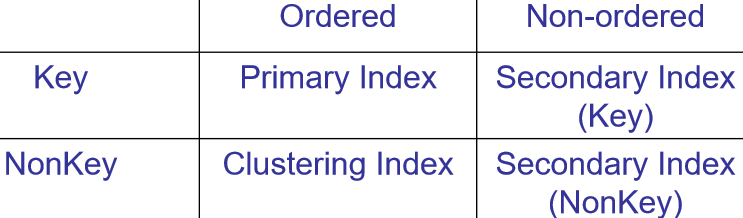 Ordered Non-ordered
Key Primary Index Secondary Index
(Key)
NonKey Clustering Index Secondary Index
(NonKey)